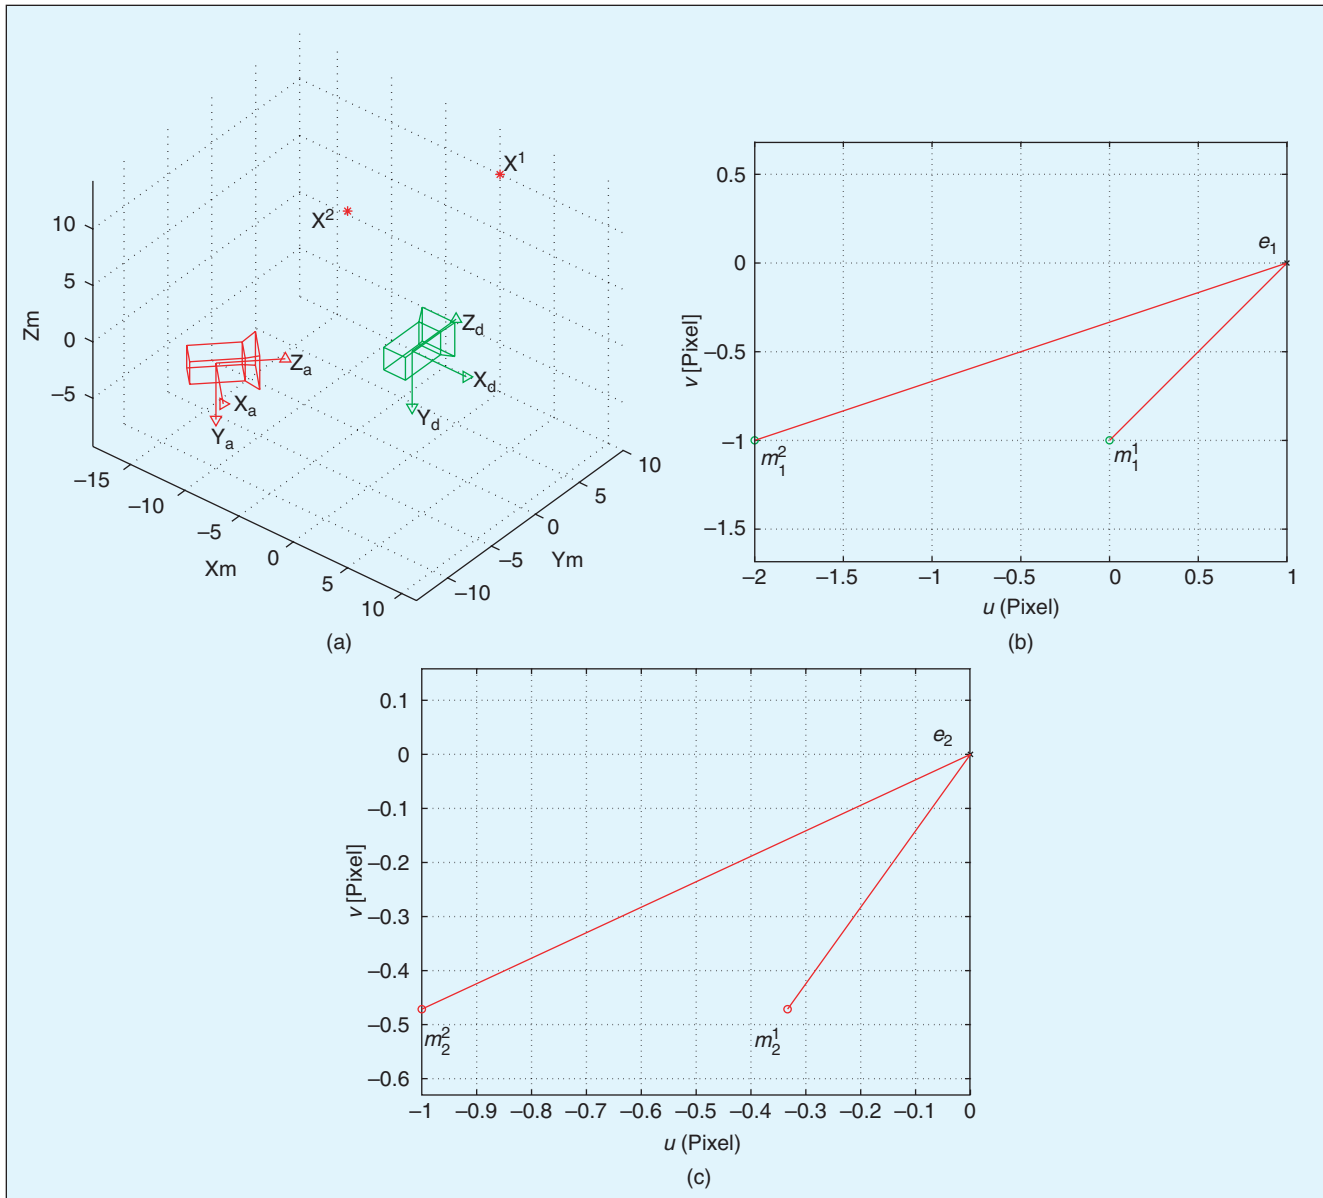 X¹
X²
10
5
0
−5
Zm
Z_a
X_a
Y_a
Z_d
X_d
Y_d
−15
−10
−5
0
5
10
Xm
10
5
0
−5
−10
Ym
(a)
0.5
0
−0.5
−1
−1.5
v [Pixel]
e₁
m₁²
m₁¹
−2
−1.5
−1
−0.5
0
0.5
1
u (Pixel)
(b)
0.1
0
−0.1
−0.2
−0.3
−0.4
−0.5
−0.6
v [Pixel]
e₂
m₂²
m₂¹
−1
−0.9
−0.8
−0.7
−0.6
−0.5
−0.4
−0.3
−0.2
−0.1
0
u (Pixel)
(c)